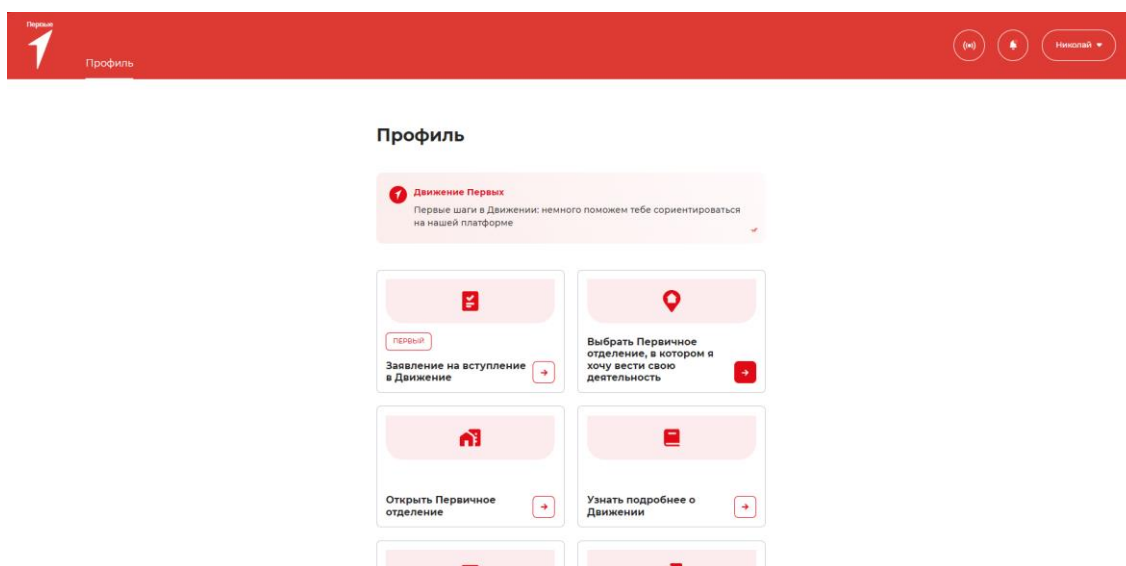 Первые
Профиль
Николай
Профиль
Движение Первых
Первые шаги в Движении: немного поможем тебе сориентироваться
на нашей платформе
ПЕРВЫЙ
Заявление на вступление
в Движение
Выбрать Первичное
отделение, в котором я
хочу вести свою
деятельность
Открыть Первичное
отделение
Узнать подробнее о
Движении